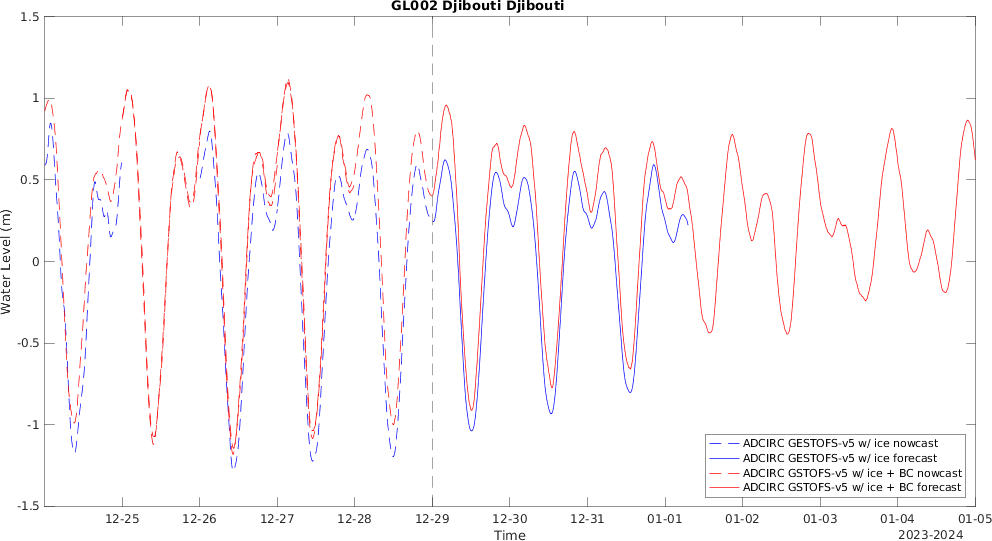 GL002 Djibouti Djibouti
1.5
1
0.5
0
-0.5
-1
-1.5
Water Level (m)
ADCIRC GESTOFS-v5 w/ ice nowcast
ADCIRC GESTOFS-v5 w/ ice forecast
ADCIRC GSTOFS-v5 w/ ice + BC nowcast
ADCIRC GSTOFS-v5 w/ ice + BC forecast
12-25 12-26 12-27 12-28 12-29 12-30 12-31 01-01 01-02 01-03 01-04 01-05
Time
2023-2024